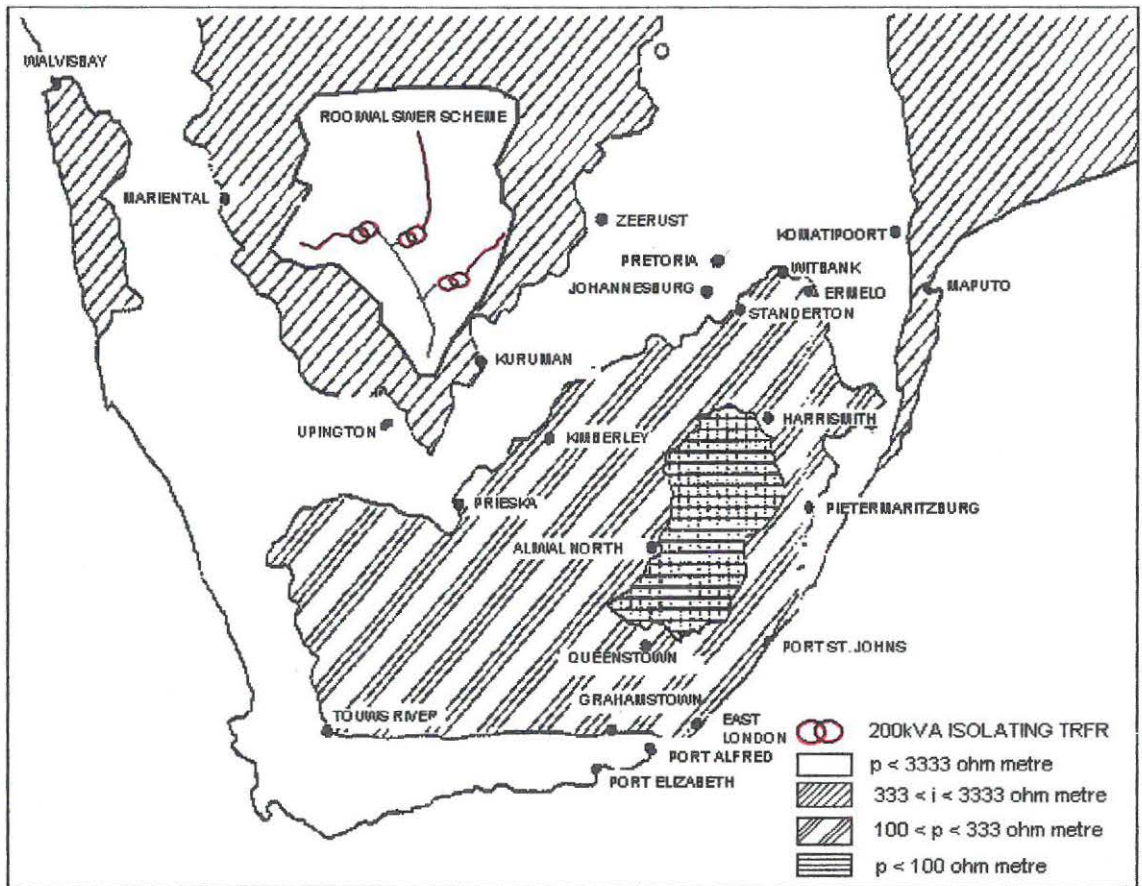 WALVISBAY
ROOIWALSWER SCHEME
MARIENTAL
ZEERUST
KOMATIPOORT
PRETORIA
WITBANK
JOHANNESBURG
ERMELO
MAPUTO
STANDERTON
KURUMAN
HARRISMITH
UPINGTON
KIMBERLEY
PRIESKA
PIETERMARITZBURG
ALIWAL NORTH
QUEENSTOWN
PORT ST. JOHNS
GRAHAMSTOWN
TOUWS RIVER
EAST
LONDON
PORT ALFRED
PORT ELIZABETH
200kVA ISOLATING TRFR
p < 3333 ohm metre
333 < i < 3333 ohm metre
100 < p < 333 ohm metre
p < 100 ohm metre